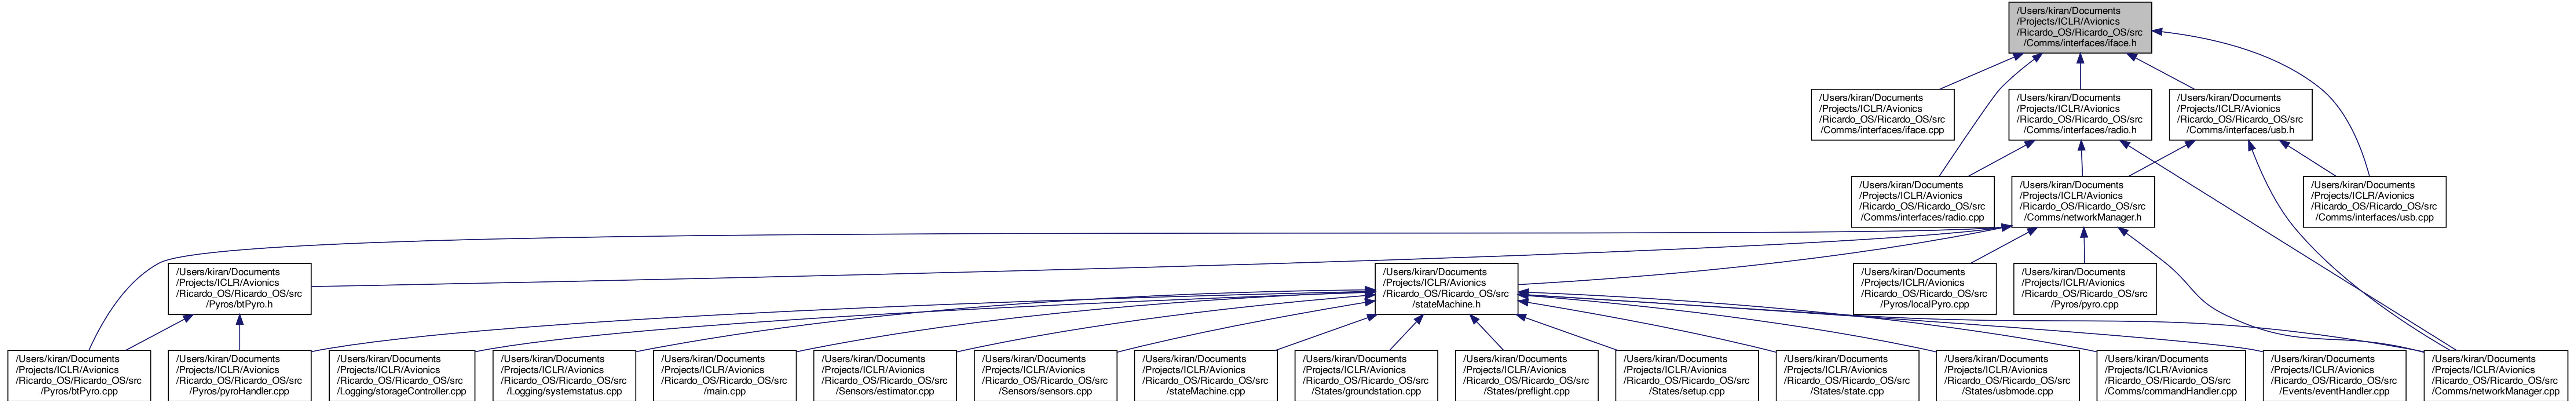 /Users/kiran/Documents
/Projects/ICLR/Avionics
/Ricardo_OS/Ricardo_OS/src
/Comms/interfaces/iface.h
/Users/kiran/Documents
/Projects/ICLR/Avionics
/Ricardo_OS/Ricardo_OS/src
/Comms/interfaces/iface.cpp
/Users/kiran/Documents
/Projects/ICLR/Avionics
/Ricardo_OS/Ricardo_OS/src
/Comms/interfaces/radio.h
/Users/kiran/Documents
/Projects/ICLR/Avionics
/Ricardo_OS/Ricardo_OS/src
/Comms/interfaces/usb.h
/Users/kiran/Documents
/Projects/ICLR/Avionics
/Ricardo_OS/Ricardo_OS/src
/Comms/interfaces/radio.cpp
/Users/kiran/Documents
/Projects/ICLR/Avionics
/Ricardo_OS/Ricardo_OS/src
/Comms/networkManager.h
/Users/kiran/Documents
/Projects/ICLR/Avionics
/Ricardo_OS/Ricardo_OS/src
/Comms/interfaces/usb.cpp
/Users/kiran/Documents
/Projects/ICLR/Avionics
/Ricardo_OS/Ricardo_OS/src
/Pyros/btPyro.h
/Users/kiran/Documents
/Projects/ICLR/Avionics
/Ricardo_OS/Ricardo_OS/src
/stateMachine.h
/Users/kiran/Documents
/Projects/ICLR/Avionics
/Ricardo_OS/Ricardo_OS/src
/Pyros/localPyro.cpp
/Users/kiran/Documents
/Projects/ICLR/Avionics
/Ricardo_OS/Ricardo_OS/src
/Pyros/pyro.cpp
/Users/kiran/Documents
/Projects/ICLR/Avionics
/Ricardo_OS/Ricardo_OS/src
/Pyros/btPyro.cpp
/Users/kiran/Documents
/Projects/ICLR/Avionics
/Ricardo_OS/Ricardo_OS/src
/Pyros/pyroHandler.cpp
/Users/kiran/Documents
/Projects/ICLR/Avionics
/Ricardo_OS/Ricardo_OS/src
/Logging/storageController.cpp
/Users/kiran/Documents
/Projects/ICLR/Avionics
/Ricardo_OS/Ricardo_OS/src
/Logging/systemstatus.cpp
/Users/kiran/Documents
/Projects/ICLR/Avionics
/Ricardo_OS/Ricardo_OS/src
/main.cpp
/Users/kiran/Documents
/Projects/ICLR/Avionics
/Ricardo_OS/Ricardo_OS/src
/Sensors/estimator.cpp
/Users/kiran/Documents
/Projects/ICLR/Avionics
/Ricardo_OS/Ricardo_OS/src
/Sensors/sensors.cpp
/Users/kiran/Documents
/Projects/ICLR/Avionics
/Ricardo_OS/Ricardo_OS/src
/stateMachine.cpp
/Users/kiran/Documents
/Projects/ICLR/Avionics
/Ricardo_OS/Ricardo_OS/src
/States/groundstation.cpp
/Users/kiran/Documents
/Projects/ICLR/Avionics
/Ricardo_OS/Ricardo_OS/src
/States/preflight.cpp
/Users/kiran/Documents
/Projects/ICLR/Avionics
/Ricardo_OS/Ricardo_OS/src
/States/setup.cpp
/Users/kiran/Documents
/Projects/ICLR/Avionics
/Ricardo_OS/Ricardo_OS/src
/States/state.cpp
/Users/kiran/Documents
/Projects/ICLR/Avionics
/Ricardo_OS/Ricardo_OS/src
/States/usbmode.cpp
/Users/kiran/Documents
/Projects/ICLR/Avionics
/Ricardo_OS/Ricardo_OS/src
/Comms/commandHandler.cpp
/Users/kiran/Documents
/Projects/ICLR/Avionics
/Ricardo_OS/Ricardo_OS/src
/Events/eventHandler.cpp
/Users/kiran/Documents
/Projects/ICLR/Avionics
/Ricardo_OS/Ricardo_OS/src
/Comms/networkManager.cpp